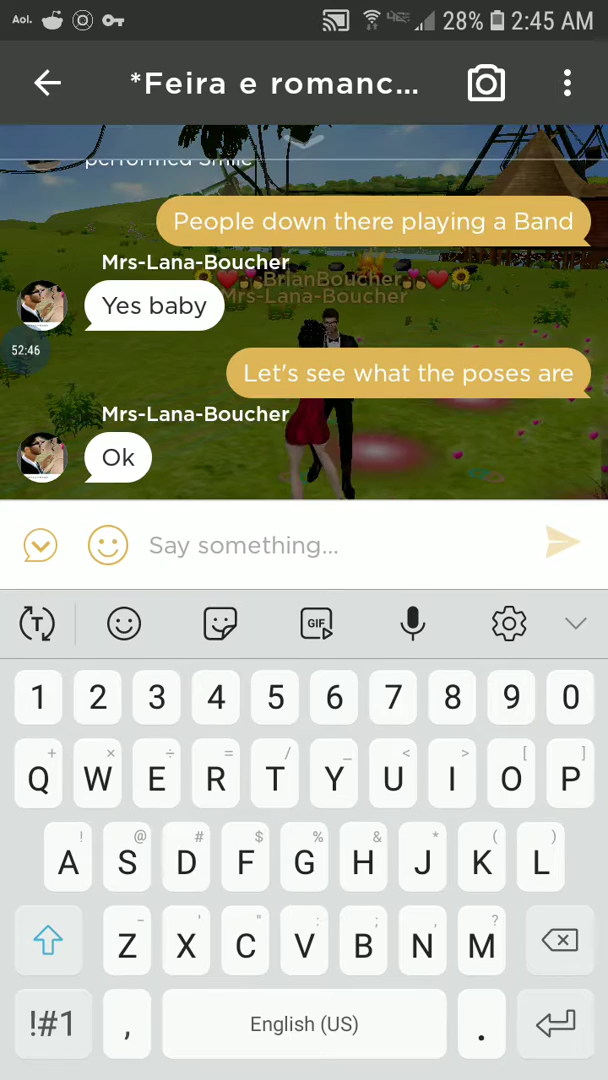 Aol. 28% 2:45 AM
*Feira e romanc...
performed Smile
People down there playing a Band
Mrs-Lana-Boucher
BrianBoucher
Yes baby
Mrs-Lana-Boucher
52:46
Let's see what the poses are
Mrs-Lana-Boucher
Ok
Say something...
T GIF
1 2 3 4 5 6 7 8 9 0
+ × ÷ = / _ < > [ ]
Q W E R T Y U I O P
! @ # $ % & * ( )
A S D F G H J K L
- ' " : ; , ?
Z X C V B N M
!#1 , English (US) .